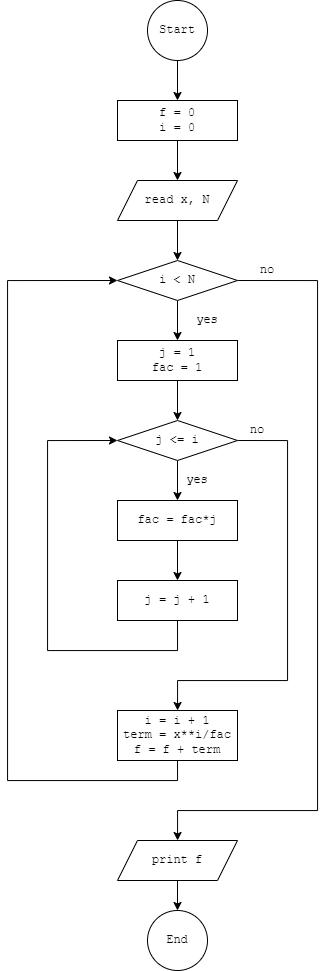 Start
f = 0
i = 0
read x, N
i < N
no
yes
j = 1
fac = 1
j <= i
no
yes
fac = fac*j
j = j + 1
i = i + 1
term = x**i/fac
f = f + term
print f
End